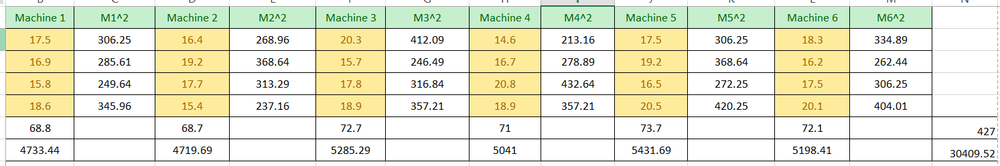 Machine 1 M1^2 Machine 2 M2^2 Machine 3 M3^2 Machine 4 M4^2 Machine 5 M5^2 Machine 6 M6^2
17.5 306.25 16.4 268.96 20.3 412.09 14.6 213.16 17.5 306.25 18.3 334.89
16.9 285.61 19.2 368.64 15.7 246.49 16.7 278.89 19.2 368.64 16.2 262.44
15.8 249.64 17.7 313.29 17.8 316.84 20.8 432.64 16.5 272.25 17.5 306.25
18.6 345.96 15.4 237.16 18.9 357.21 18.9 357.21 20.5 420.25 20.1 404.01
68.8 68.7 72.7 71 73.7 72.1 427
4733.44 4719.69 5285.29 5041 5431.69 5198.41 30409.52